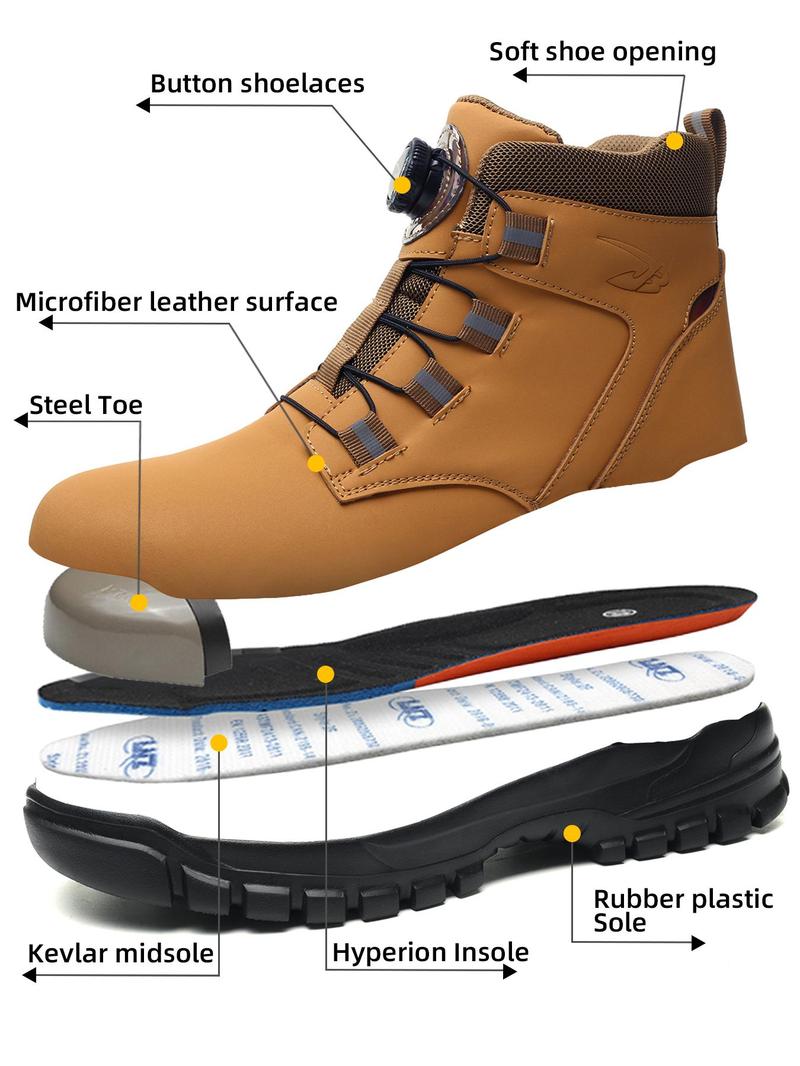 Soft shoe opening
Button shoelaces
Microfiber leather surface
Steel Toe
Rubber plastic
Sole
Kevlar midsole
Hyperion Insole